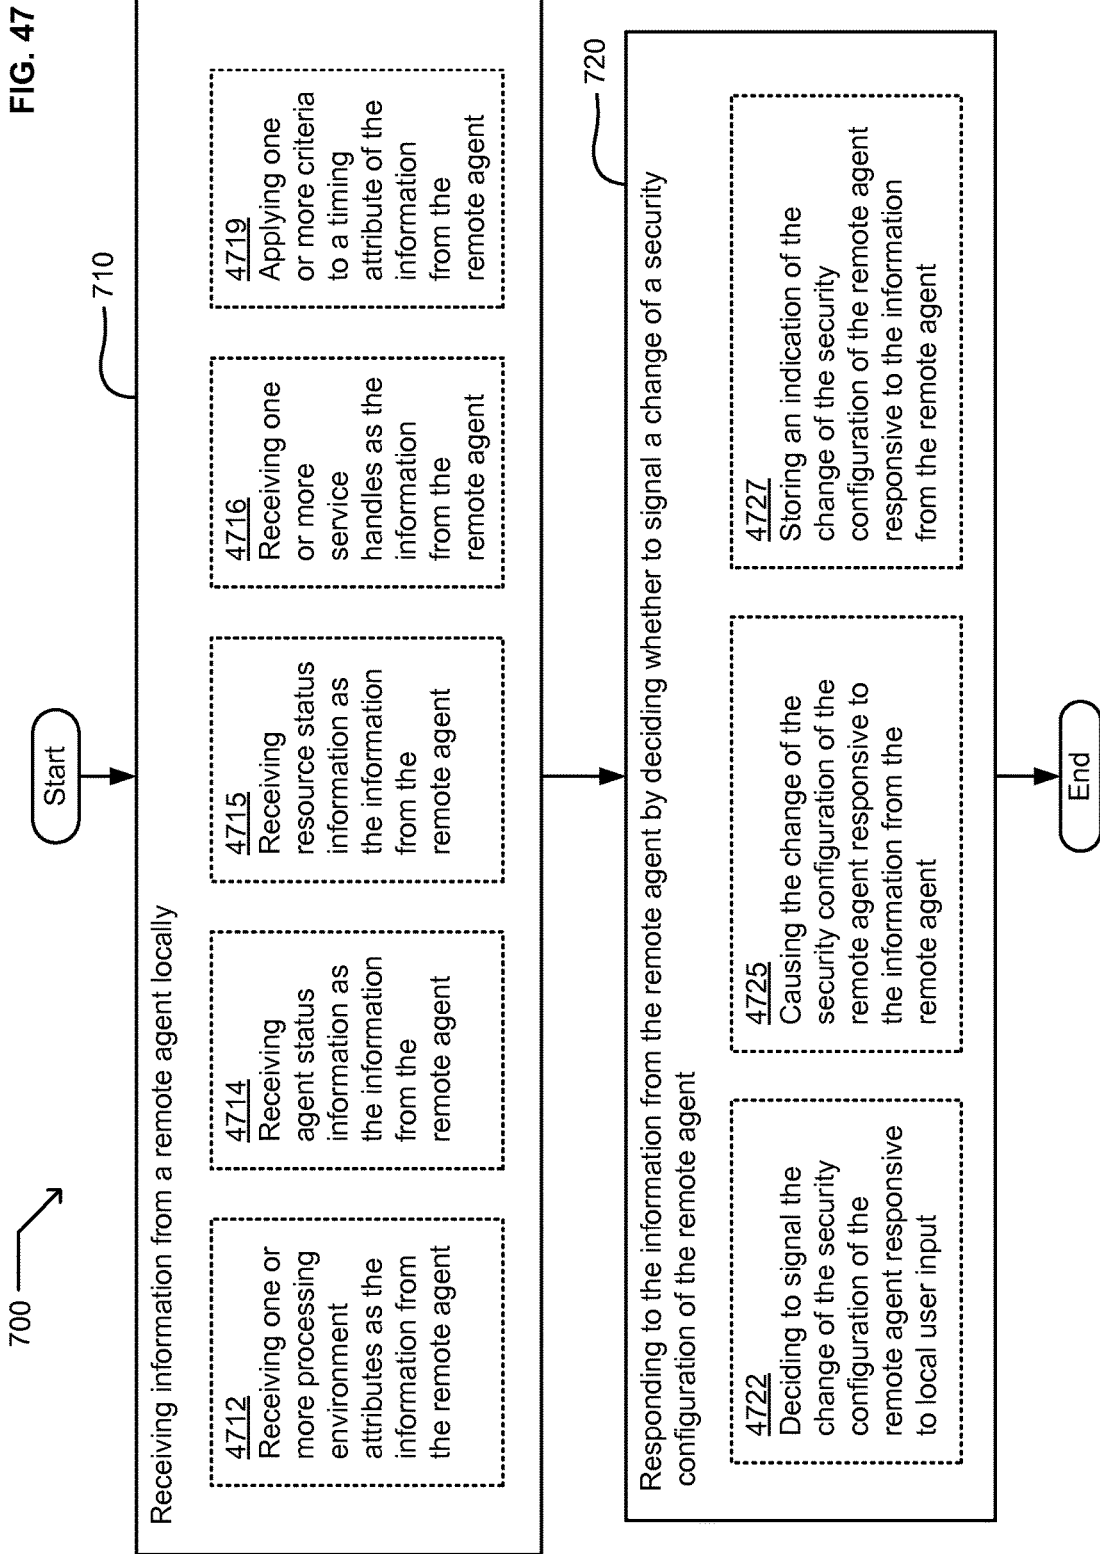 FIG. 47
700
Start
710
Receiving information from a remote agent locally
4712
Receiving one or
more processing
environment
attributes as the
information from
the remote agent
4714
Receiving
agent status
information as
the information
from the
remote agent
4715
Receiving
resource status
information as
the information
from the
remote agent
4716
Receiving one
or more
service
handles as the
information
from the
remote agent
4719
Applying one
or more criteria
to a timing
attribute of the
information
from the
remote agent
720
Responding to the information from the remote agent by deciding whether to signal a change of a security
configuration of the remote agent
4722
Deciding to signal the
change of the security
configuration of the
remote agent responsive
to local user input
4725
Causing the change of the
security configuration of the
remote agent responsive to
the information from the
remote agent
4727
Storing an indication of the
change of the security
configuration of the remote agent
responsive to the information
from the remote agent
End